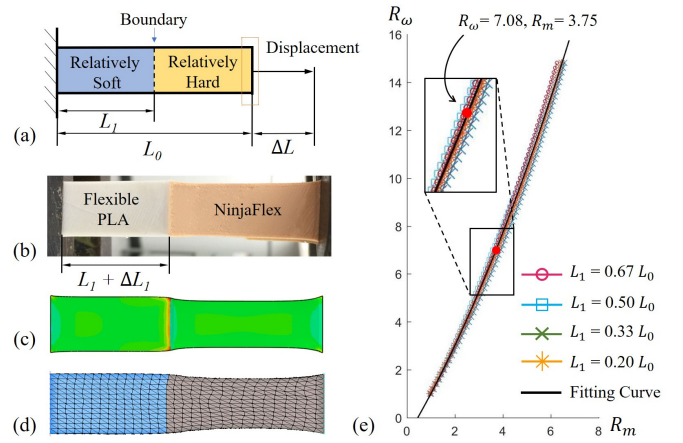 Boundary
Displacement
Relatively
Soft
Relatively
Hard
L1
L0
ΔL
(a)
Flexible
PLA
NinjaFlex
(b)
L1 + ΔL1
(c)
(d)
Rω
Rω = 7.08, Rm = 3.75
16
14
12
10
8
6
4
2
0
0
2
4
6
8
Rm
L1 = 0.67 L0
L1 = 0.50 L0
L1 = 0.33 L0
L1 = 0.20 L0
Fitting Curve
(e)